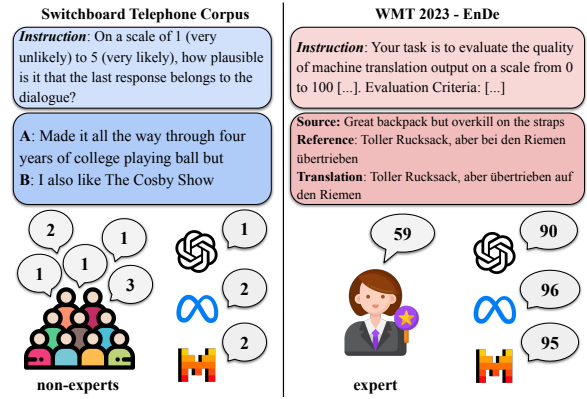 Switchboard Telephone Corpus
Instruction: On a scale of 1 (very
unlikely) to 5 (very likely), how plausible
is it that the last response belongs to the
dialogue?
A: Made it all the way through four
years of college playing ball but
B: I also like The Cosby Show
2
1
1
1
3
non-experts
1
2
2
WMT 2023 - EnDe
Instruction: Your task is to evaluate the quality
of machine translation output on a scale from 0
to 100 [...]. Evaluation Criteria: [...]
Source: Great backpack but overkill on the straps
Reference: Toller Rucksack, aber bei den Riemen
übertrieben
Translation: Toller Rucksack, aber übertrieben auf
den Riemen
59
expert
90
96
95